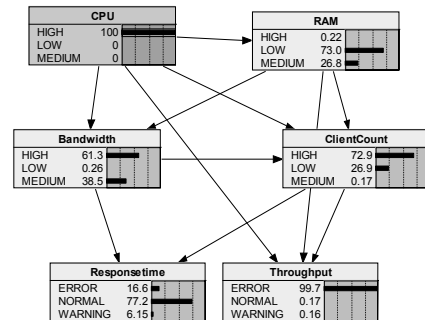 CPU
HIGH 100
LOW 0
MEDIUM 0
RAM
HIGH 0.22
LOW 73.0
MEDIUM 26.8
Bandwidth
HIGH 61.3
LOW 0.26
MEDIUM 38.5
ClientCount
HIGH 72.9
LOW 26.9
MEDIUM 0.17
Responsetime
ERROR 16.6
NORMAL 77.2
WARNING 6.15
Throughput
ERROR 99.7
NORMAL 0.17
WARNING 0.16